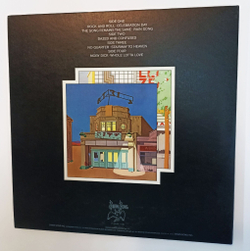 SIDE ONE
ROCK AND ROLL · CELEBRATION DAY
THE SONG REMAINS THE SAME · RAIN SONG
SIDE TWO
DAZED AND CONFUSED
SIDE THREE
NO QUARTER · STAIRWAY TO HEAVEN
SIDE FOUR
MOBY DICK · WHOLE LOTTA LOVE